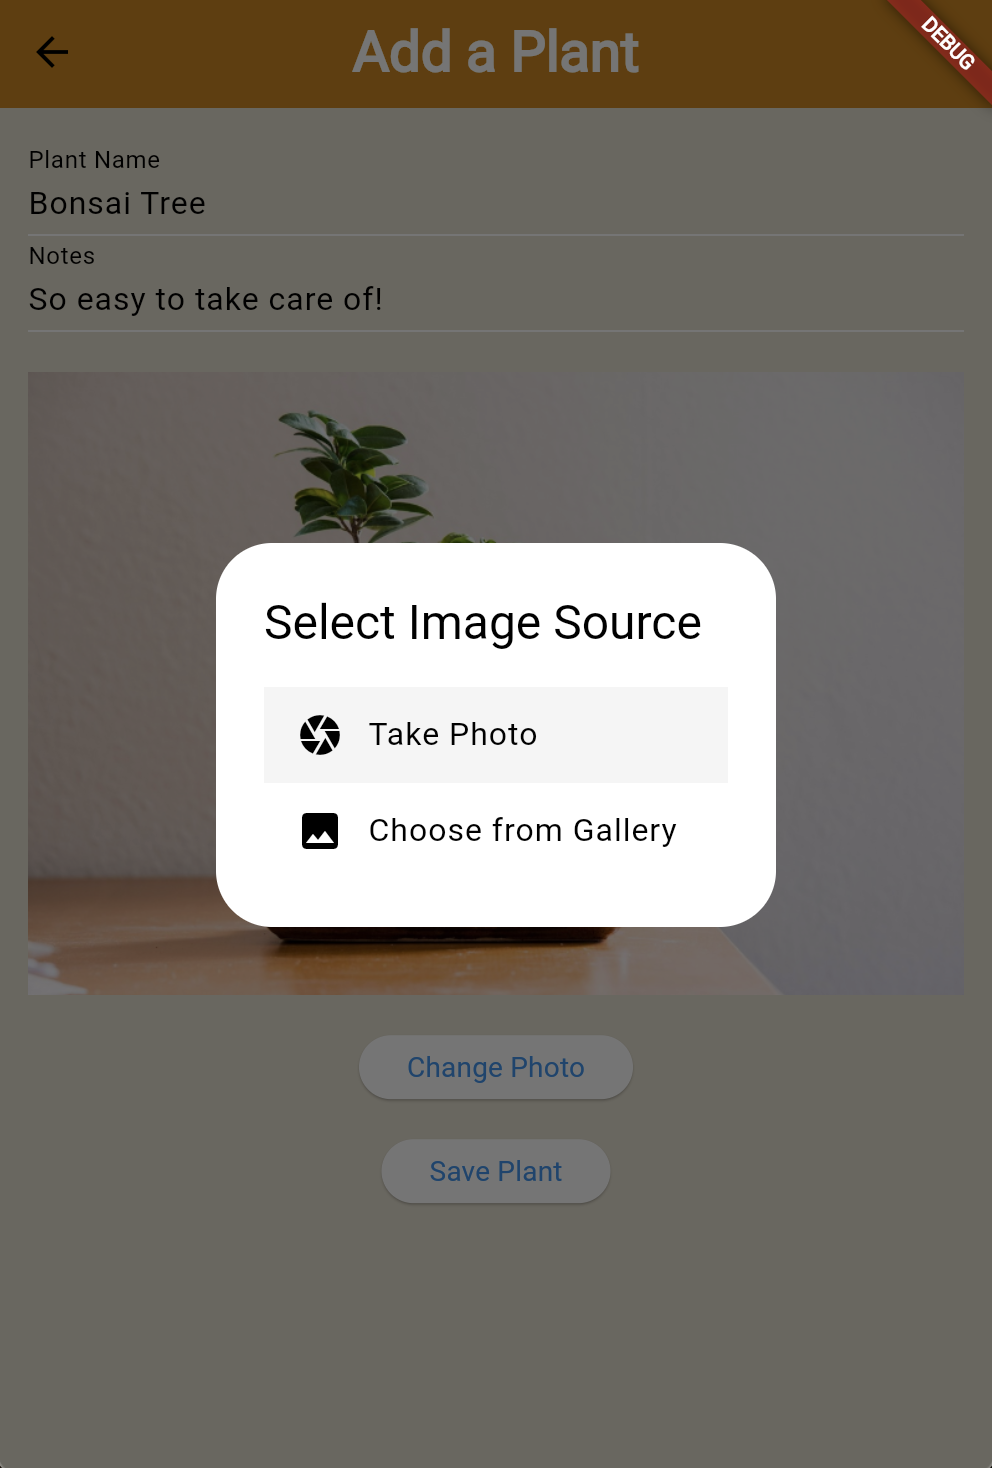 Add a Plant
DEBUG
Plant Name
Bonsai Tree
Notes
So easy to take care of!
Select Image Source
Take Photo
Choose from Gallery
Change Photo
Save Plant